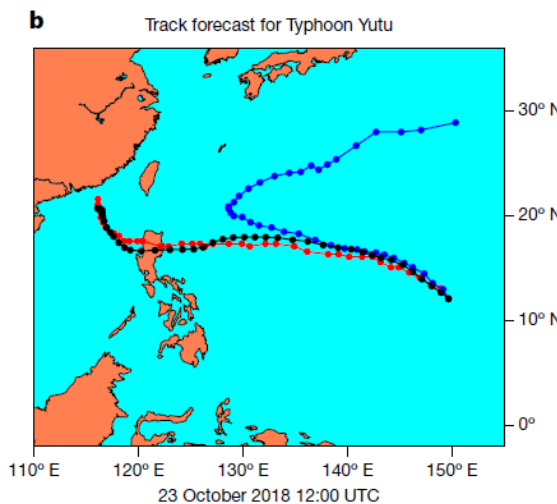 b
Track forecast for Typhoon Yutu
30° N
20° N
10° N
0°
110° E 120° E 130° E 140° E 150° E
23 October 2018 12:00 UTC